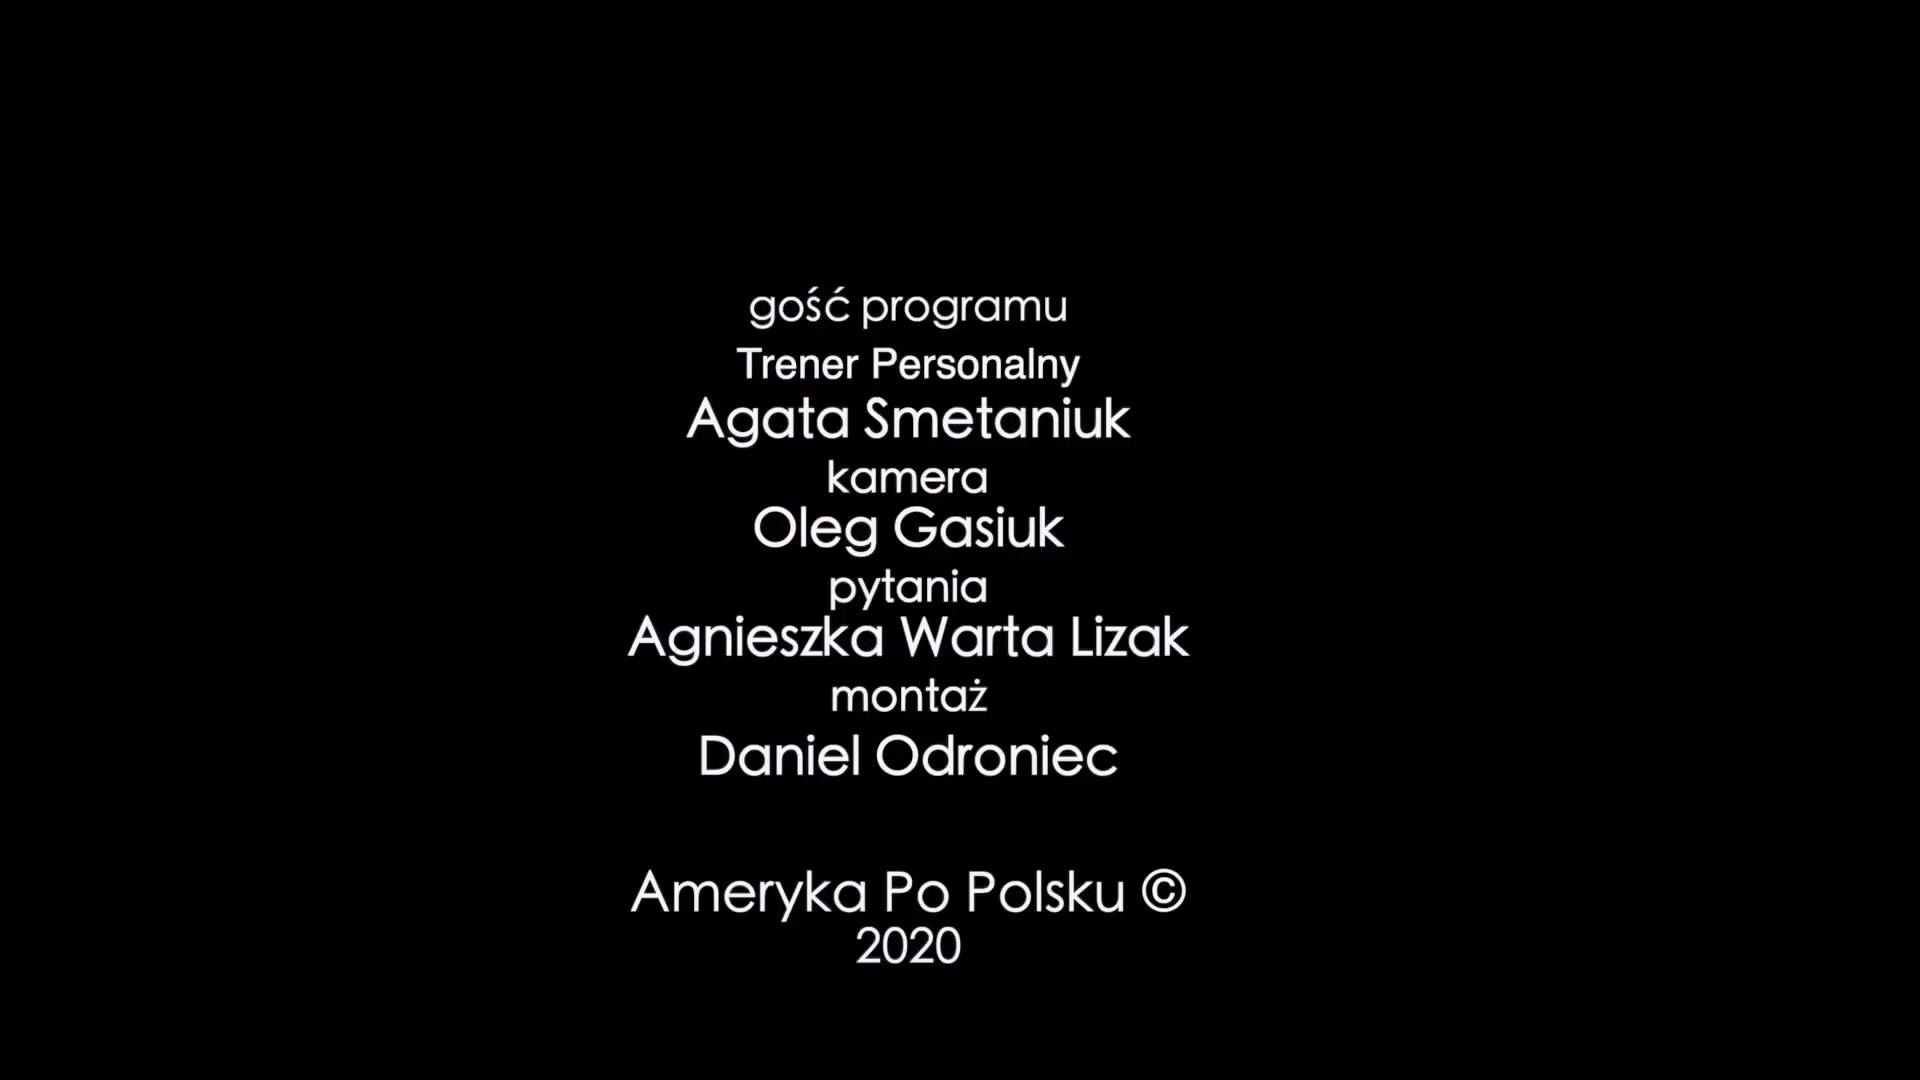 gość programu
Trener Personalny
Agata Smetaniuk
kamera
Oleg Gasiuk
pytania
Agnieszka Warta Lizak
montaż
Daniel Odroniec
Ameryka Po Polsku ©
2020